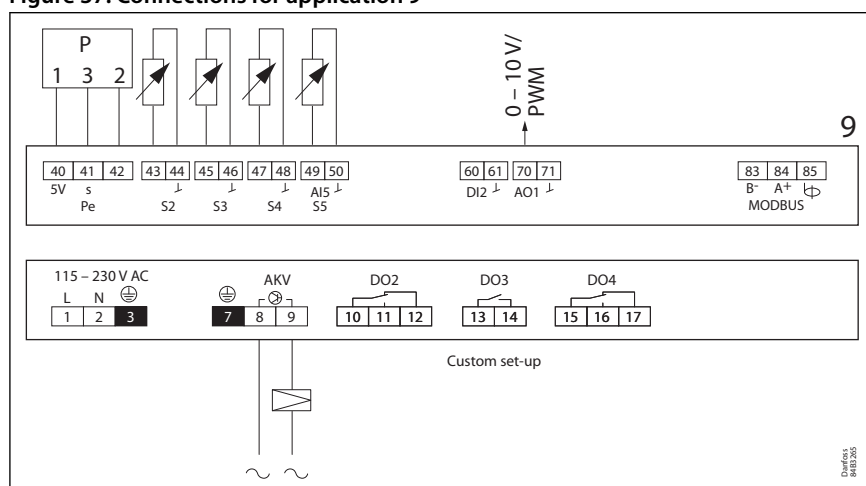 Figure 37: Connections for application 9
P
1 3 2
0 – 10 V/
PWM
9
40 41 42 43 44 45 46 47 48 49 50 60 61 70 71 83 84 85
5V s AI5 DI2 AO1 B- A+
Pe S2 S3 S4 S5 MODBUS
115 – 230 V AC AKV DO2 DO3 DO4
L N
1 2 3 7 8 9 10 11 12 13 14 15 16 17
Custom set-up
Danfoss
84B3265